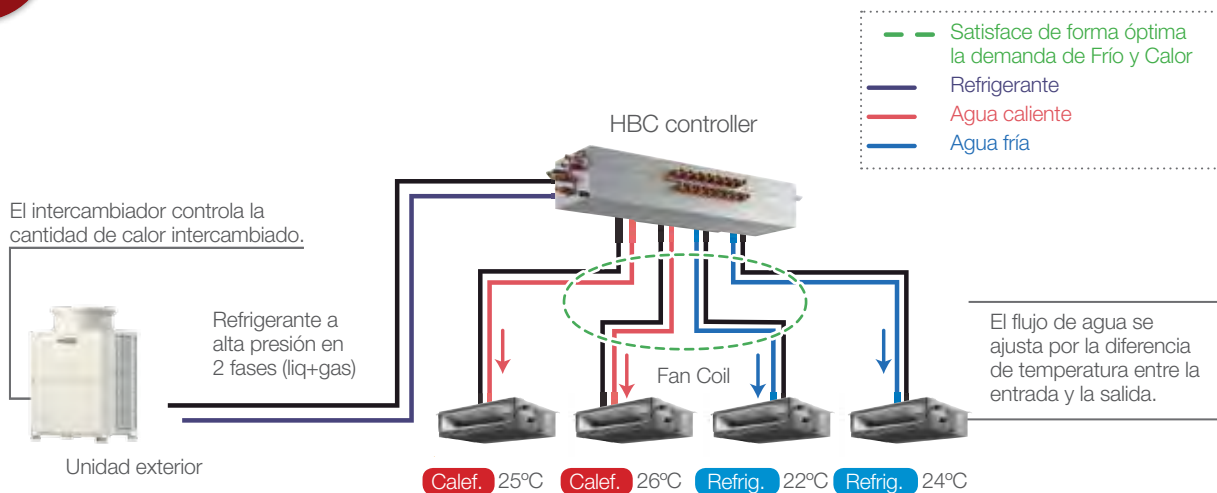 Satisface de forma óptima
la demanda de Frío y Calor
Refrigerante
Agua caliente
Agua fría
HBC controller
El intercambiador controla la
cantidad de calor intercambiado.
Refrigerante a
alta presión en
2 fases (liq+gas)
Fan Coil
El flujo de agua se
ajusta por la diferencia
de temperatura entre la
entrada y la salida.
Unidad exterior
Calef. 25ºC Calef. 26ºC Refrig. 22ºC Refrig. 24ºC